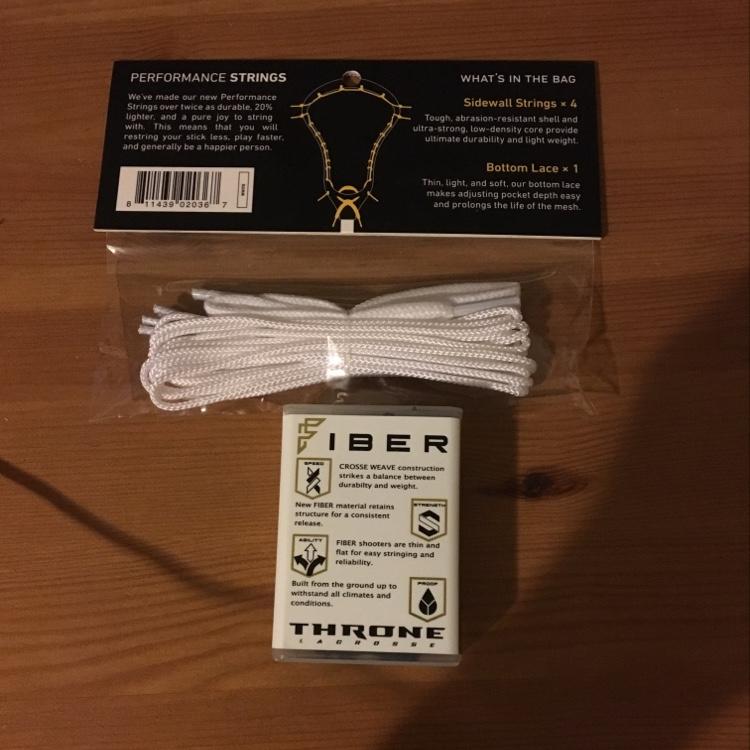 PERFORMANCE STRINGS
We've made our new Performance
Strings over twice as durable, 20%
lighter, and a pure joy to string
with. This means that you will
restring your stick less, play faster,
and generally be a happier person.
8 11439 02036 7
WHAT'S IN THE BAG
Sidewall Strings × 4
Tough, abrasion-resistant shell and
ultra-strong, low-density core provide
ultimate durability and light weight.
Bottom Lace × 1
Thin, light, and soft, our bottom lace
makes adjusting pocket depth easy
and prolongs the life of the mesh.
FIBER
SPEED
CROSSE WEAVE construction
strikes a balance between
durabilty and weight.
New FIBER material retains
structure for a consistent
release.
STRENGTH
AGILITY
FIBER shooters are thin and
flat for easy stringing and
reliability.
Built from the ground up to
withstand all climates and
conditions.
PROOF
THRONE
LACROSSE